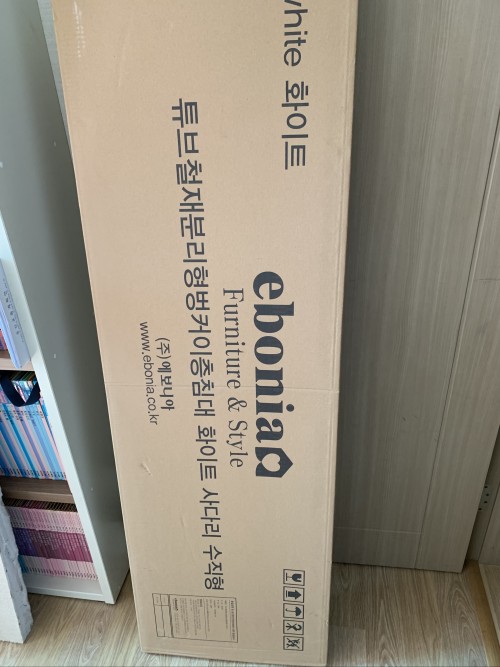 white 화이트
ebonia
Furniture & Style
튜브철재분리형벙커이층침대 화이트 사다리 수직형
(주)에보니아
www.ebonia.co.kr